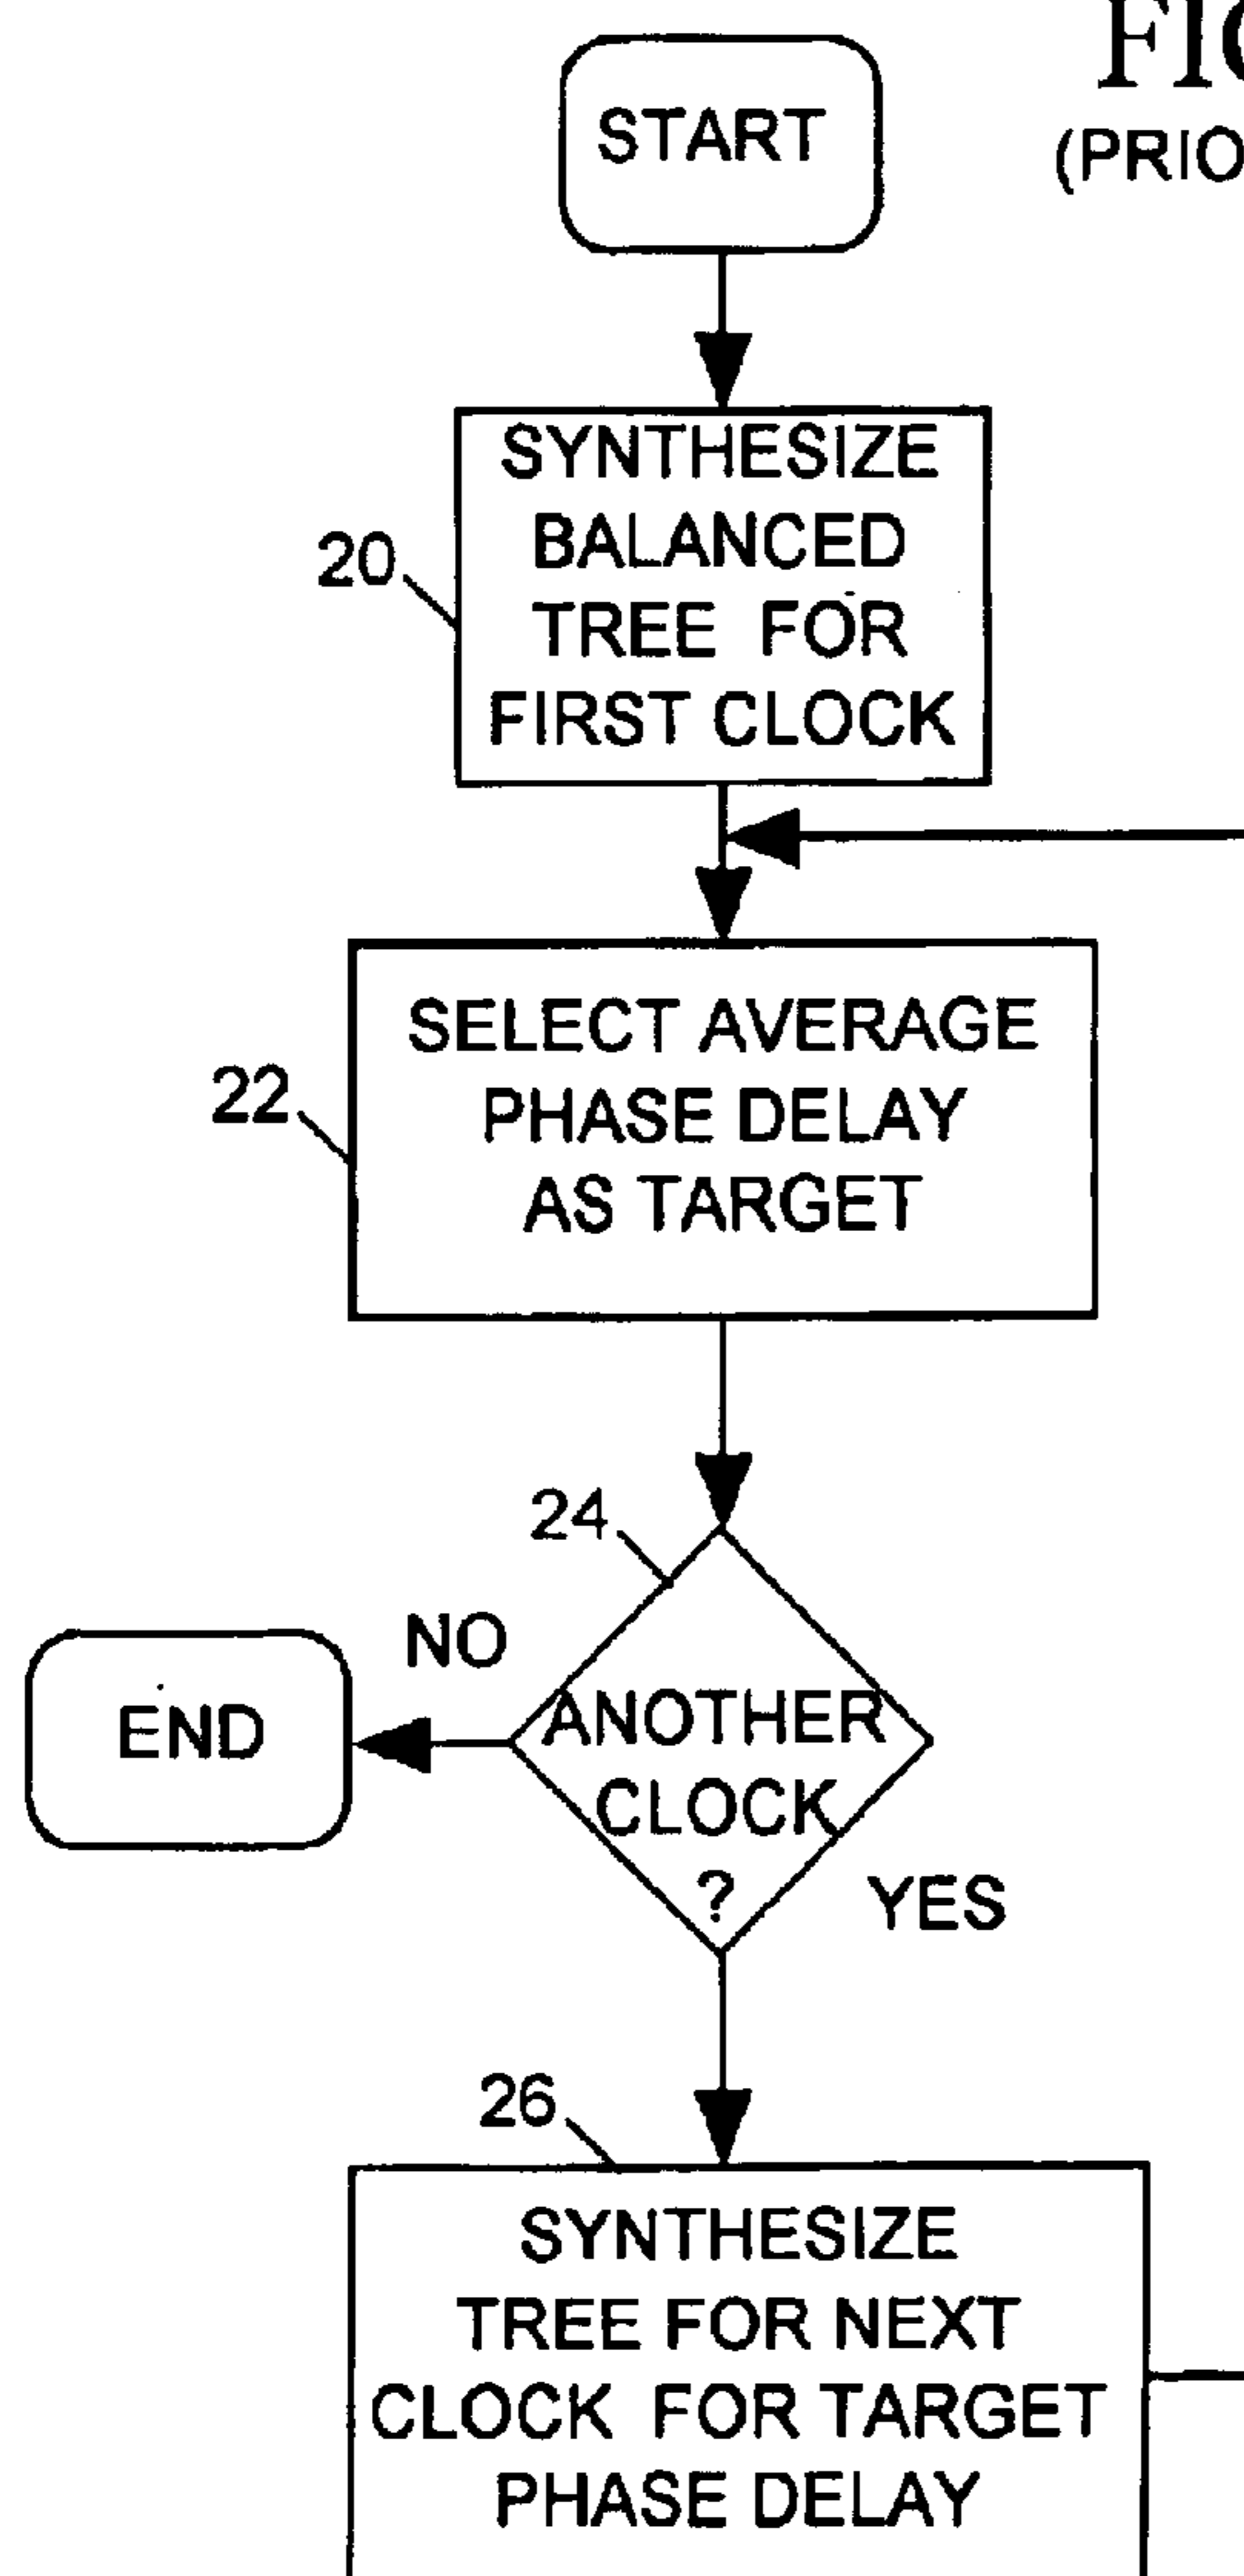 START
(PRIO
SYNTHESIZE
BALANCED
TREE FOR
FIRST CLOCK
20
SELECT AVERAGE
PHASE DELAY
AS TARGET
22
24
NO
END
ANOTHER
CLOCK
?
YES
26
SYNTHESIZE
TREE FOR NEXT
CLOCK FOR TARGET
PHASE DELAY